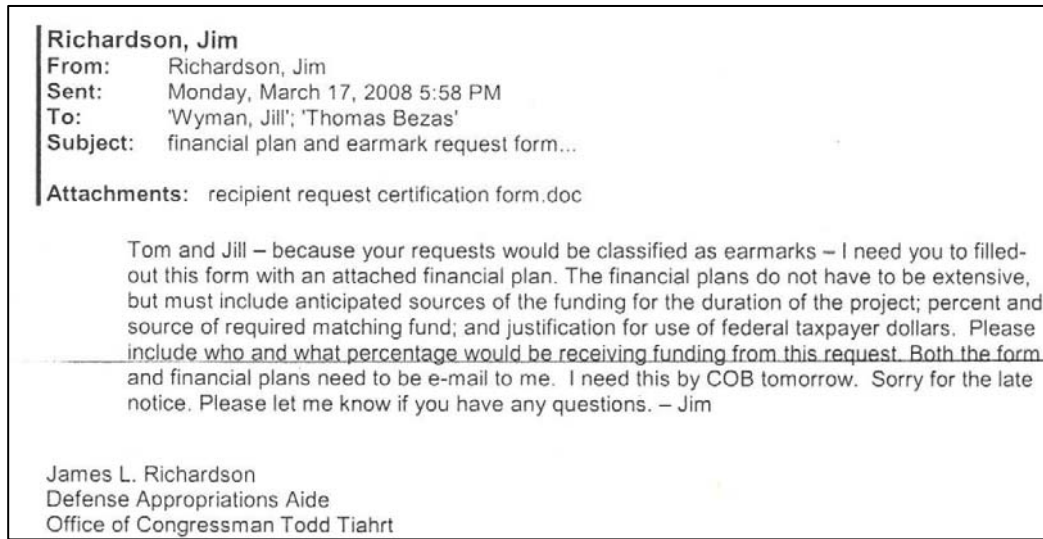 Richardson, Jim
From: Richardson, Jim
Sent: Monday, March 17, 2008 5:58 PM
To: 'Wyman, Jill'; 'Thomas Bezas'
Subject: financial plan and earmark request form...
Attachments: recipient request certification form.doc
Tom and Jill – because your requests would be classified as earmarks – I need you to filled-
out this form with an attached financial plan. The financial plans do not have to be extensive,
but must include anticipated sources of the funding for the duration of the project; percent and
source of required matching fund; and justification for use of federal taxpayer dollars. Please
include who and what percentage would be receiving funding from this request. Both the form
and financial plans need to be e-mail to me. I need this by COB tomorrow. Sorry for the late
notice. Please let me know if you have any questions. – Jim
James L. Richardson
Defense Appropriations Aide
Office of Congressman Todd Tiahrt